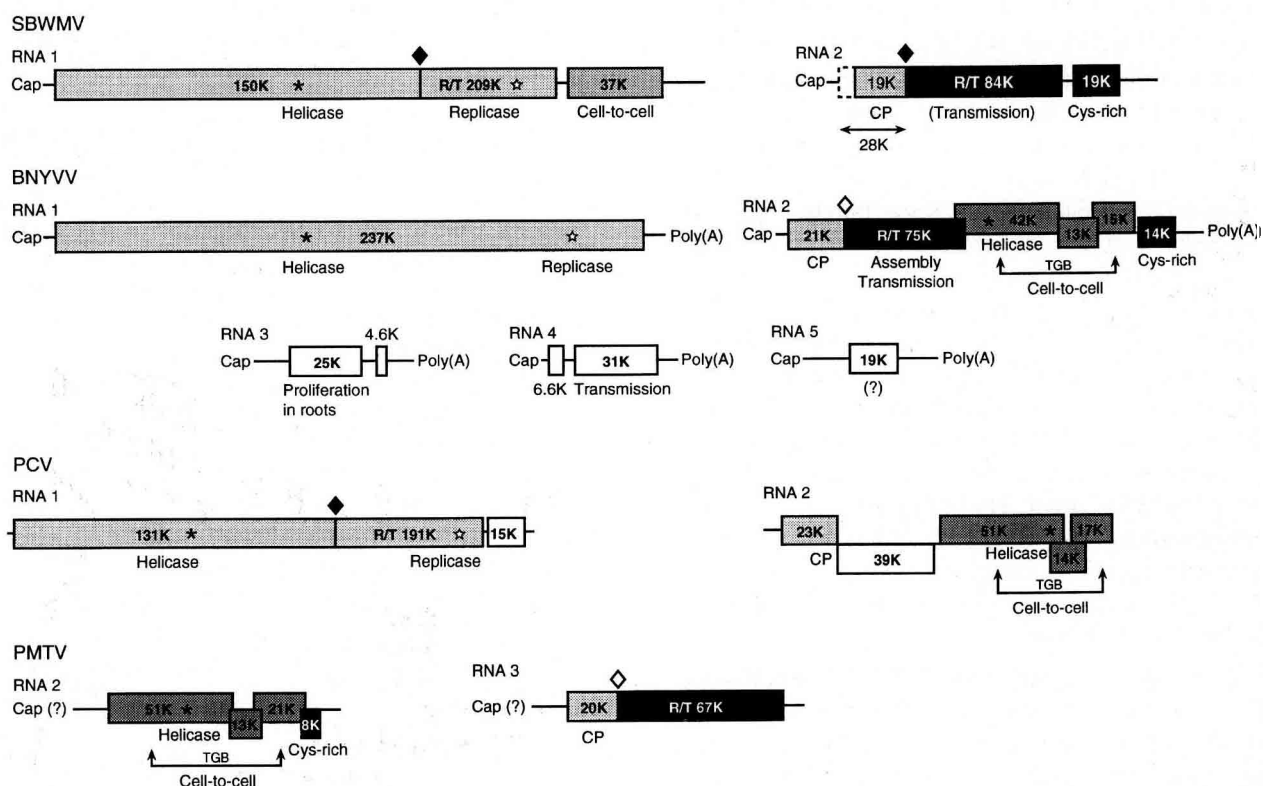 SBWMV
RNA 1
Cap
150K
R/T 209K
37K
Helicase
Replicase
Cell-to-cell
RNA 2
Cap
19K
R/T 84K
19K
CP
(Transmission)
Cys-rich
28K
BNYVV
RNA 1
Cap
237K
Poly(A)
Helicase
Replicase
RNA 2
Cap
21K
R/T 75K
42K
13K
15K
14K
Poly(A)
CP
Assembly
Transmission
Helicase
TGB
Cell-to-cell
Cys-rich
RNA 3
4.6K
Cap
25K
Poly(A)
Proliferation
in roots
RNA 4
Cap
31K
Poly(A)
6.6K
Transmission
RNA 5
Cap
19K
Poly(A)
(?)
PCV
RNA 1
131K
R/T 191K
15K
Helicase
Replicase
RNA 2
23K
51K
17K
CP
39K
Helicase
14K
TGB
Cell-to-cell
PMTV
RNA 2
Cap (?)
51K
21K
13K
8K
Helicase
Cys-rich
TGB
Cell-to-cell
RNA 3
Cap (?)
20K
R/T 67K
CP